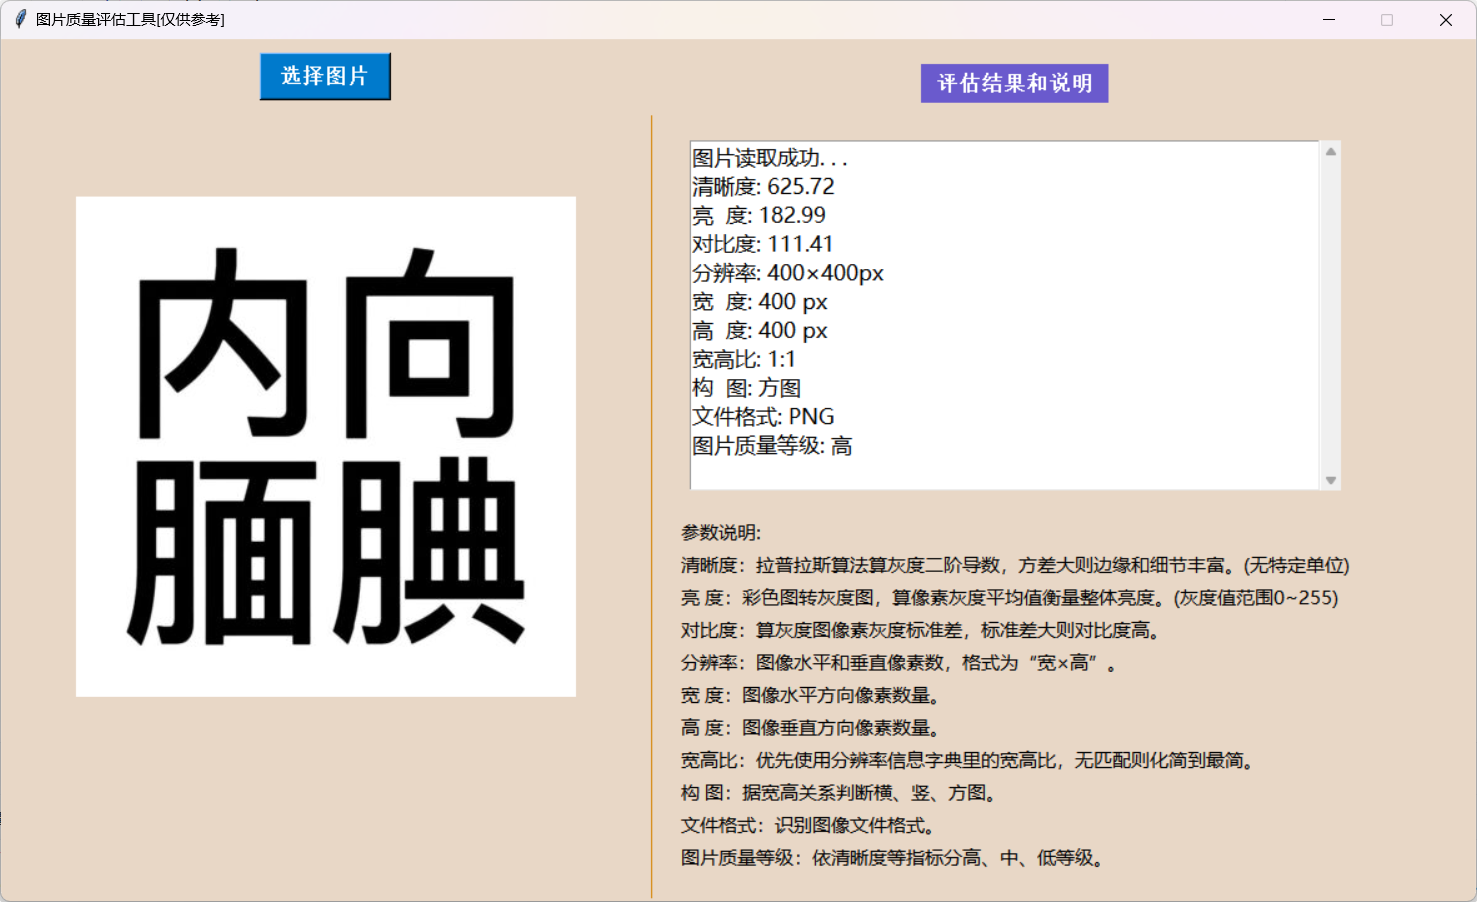 图片质量评估工具[仅供参考]
选择图片
评估结果和说明
内向
腼腆
图片读取成功...
清晰度: 625.72
亮  度: 182.99
对比度: 111.41
分辨率: 400×400px
宽  度: 400 px
高  度: 400 px
宽高比: 1:1
构  图: 方图
文件格式: PNG
图片质量等级: 高
参数说明:
清晰度：拉普拉斯算法算灰度二阶导数，方差大则边缘和细节丰富。(无特定单位)
亮 度：彩色图转灰度图，算像素灰度平均值衡量整体亮度。(灰度值范围0~255)
对比度：算灰度图像素灰度标准差，标准差大则对比度高。
分辨率：图像水平和垂直像素数，格式为“宽×高”。
宽 度：图像水平方向像素数量。
高 度：图像垂直方向像素数量。
宽高比：优先使用分辨率信息字典里的宽高比，无匹配则化简到最简。
构 图：据宽高关系判断横、竖、方图。
文件格式：识别图像文件格式。
图片质量等级：依清晰度等指标分高、中、低等级。